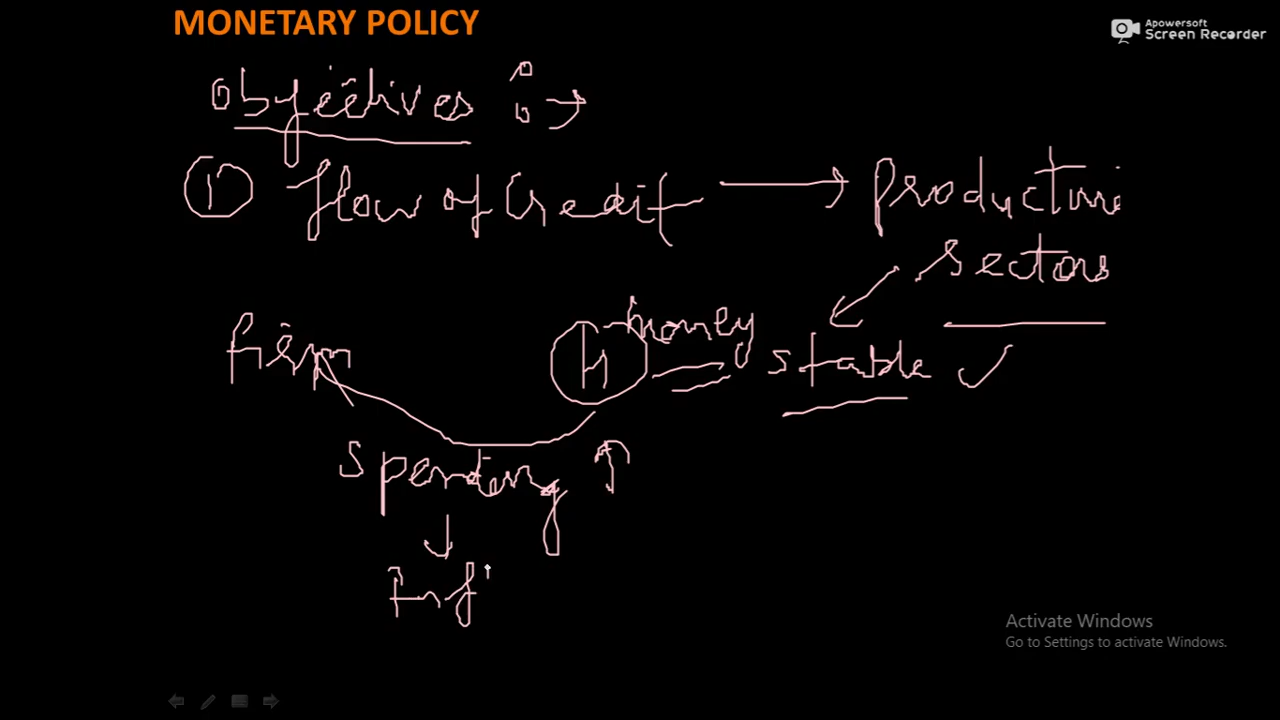 MONETARY POLICY
Apowersoft
Screen Recorder
objectives : →
① flow of Credit → productive
sectors
firm H money stable ✓
spending ↑
↓
Inf
Activate Windows
Go to Settings to activate Windows.